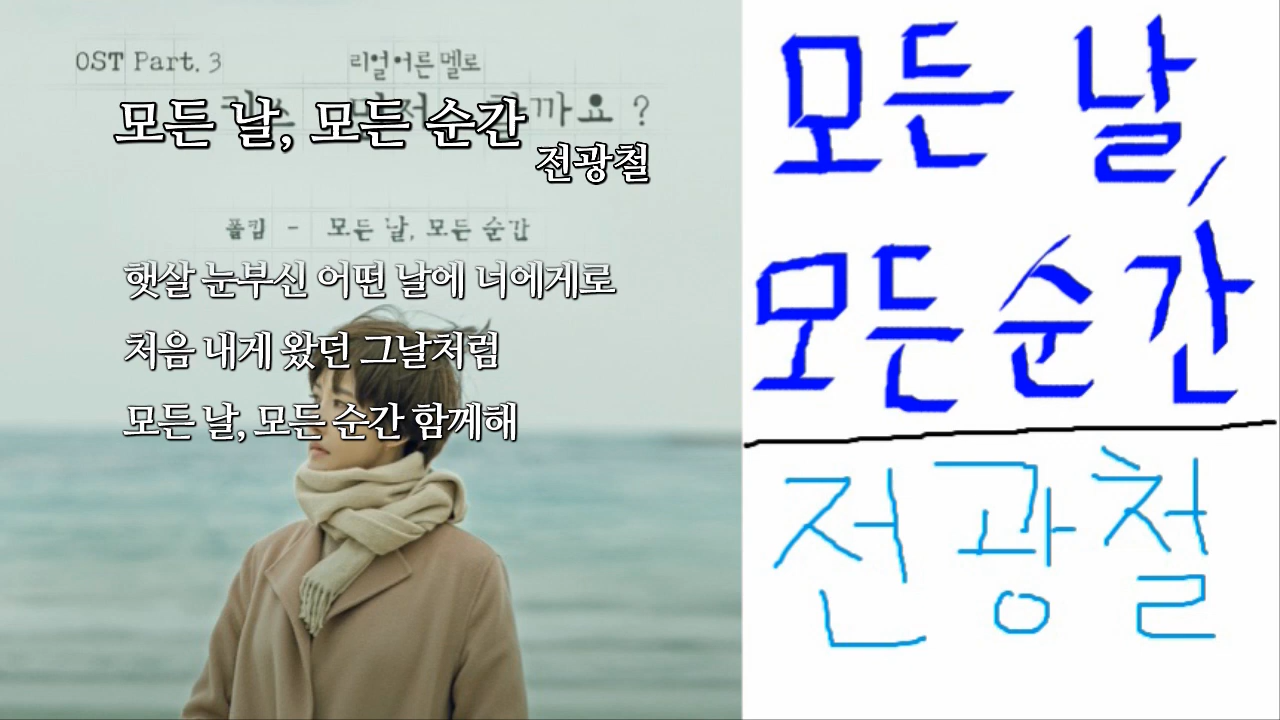 OST Part. 3
리얼어른멜로
까요 ?
모든 날, 모든 순간
전광철
폴킴 - 모든 날, 모든 순간
햇살 눈부신 어떤 날에 너에게로
처음 내게 왔던 그날처럼
모든 날, 모든 순간 함께해
모든 날,
모든순간
전광철